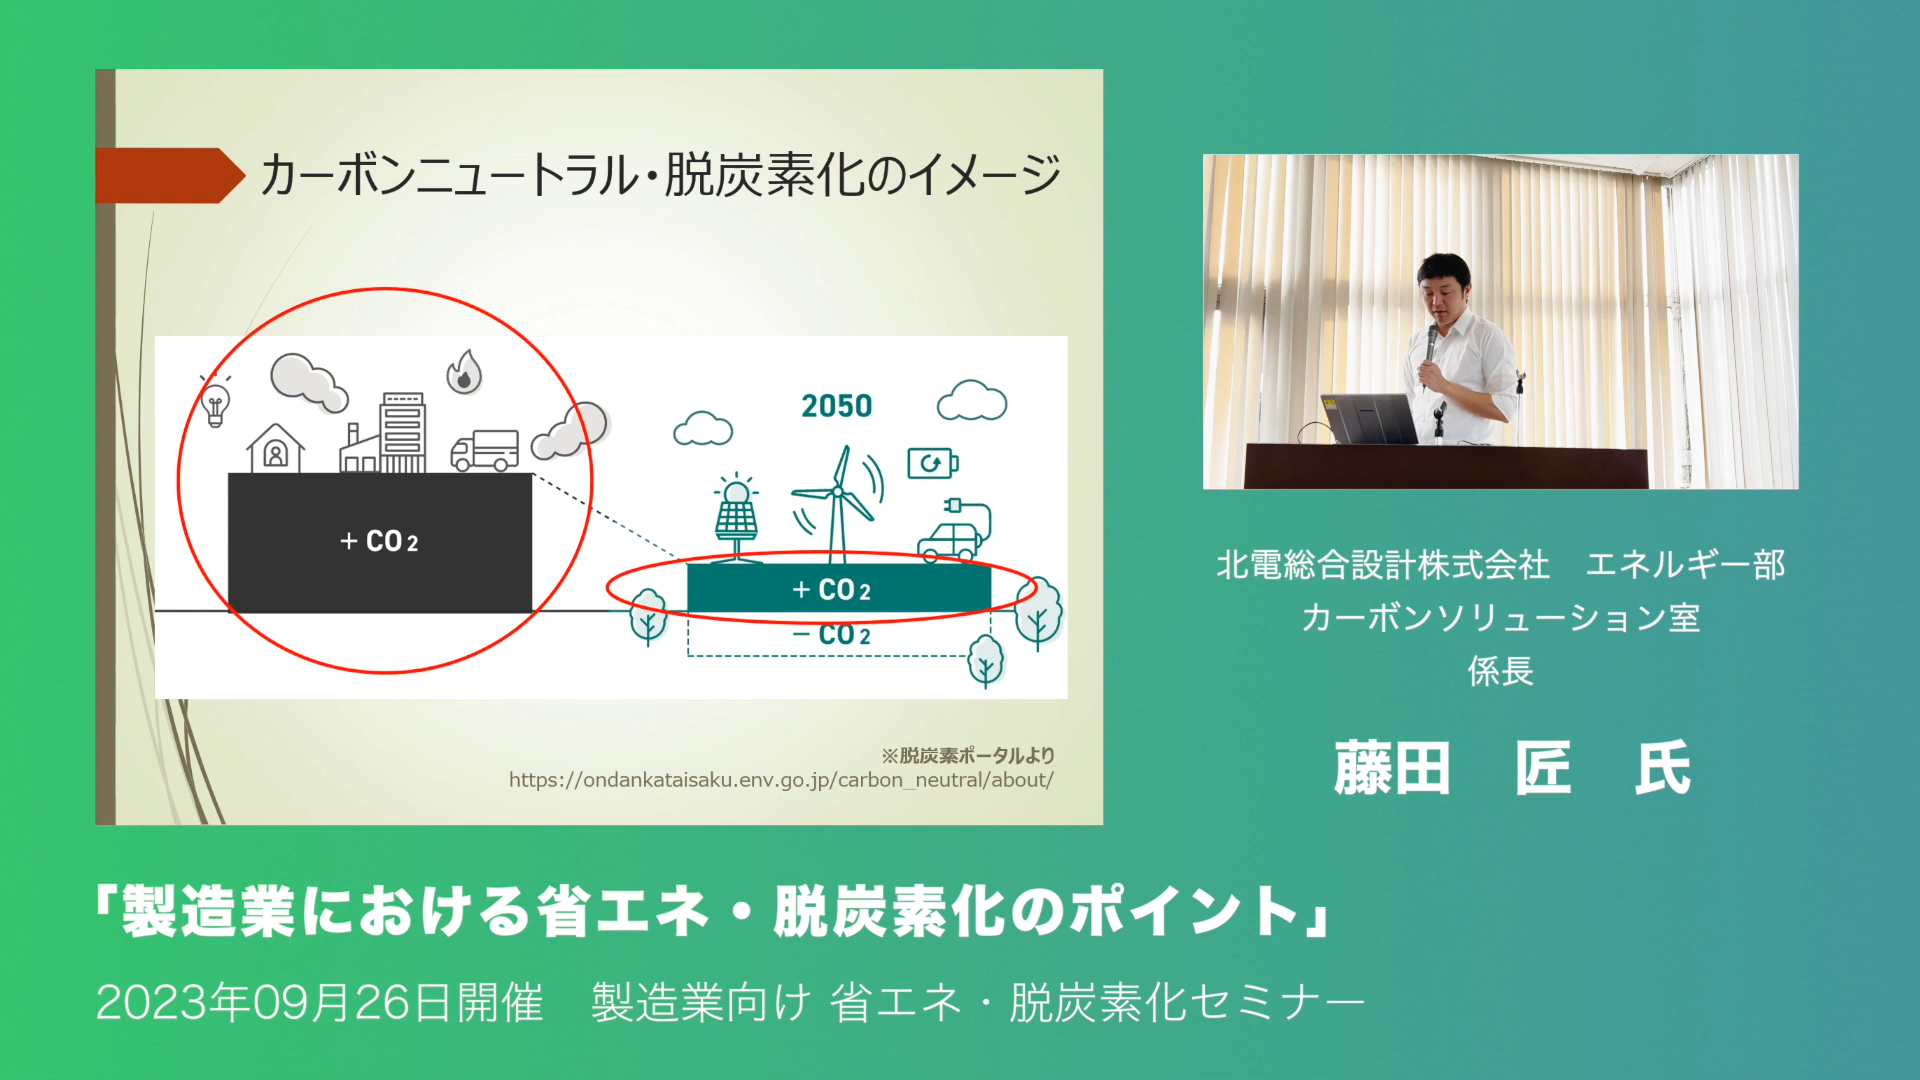 カーボンニュートラル・脱炭素化のイメージ
2050
+ CO2
+ CO2
− CO2
※脱炭素ポータルより
https://ondankataisaku.env.go.jp/carbon_neutral/about/
北電総合設計株式会社　エネルギー部
カーボンソリューション室
係長
藤田　匠　氏
「製造業における省エネ・脱炭素化のポイント」
2023年09月26日開催　製造業向け 省エネ・脱炭素化セミナー